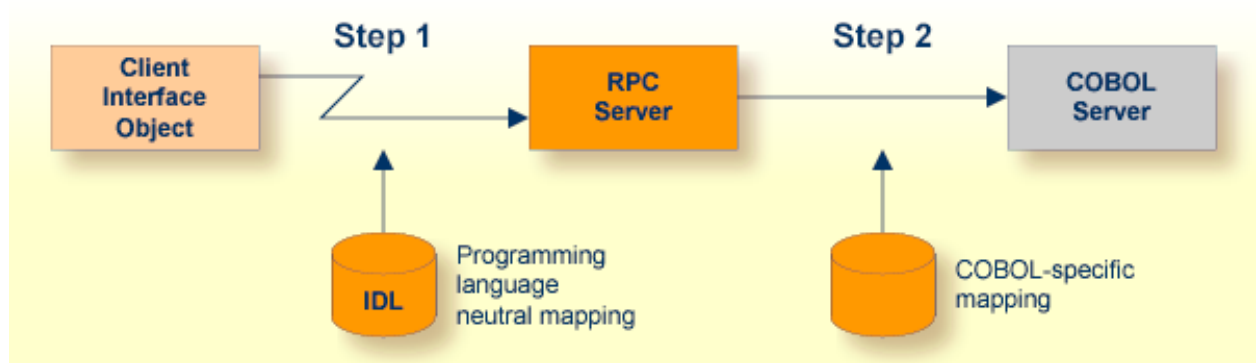 Step 1
Step 2
Client
Interface
Object
RPC
Server
COBOL
Server
IDL
Programming
language
neutral mapping
COBOL-specific
mapping